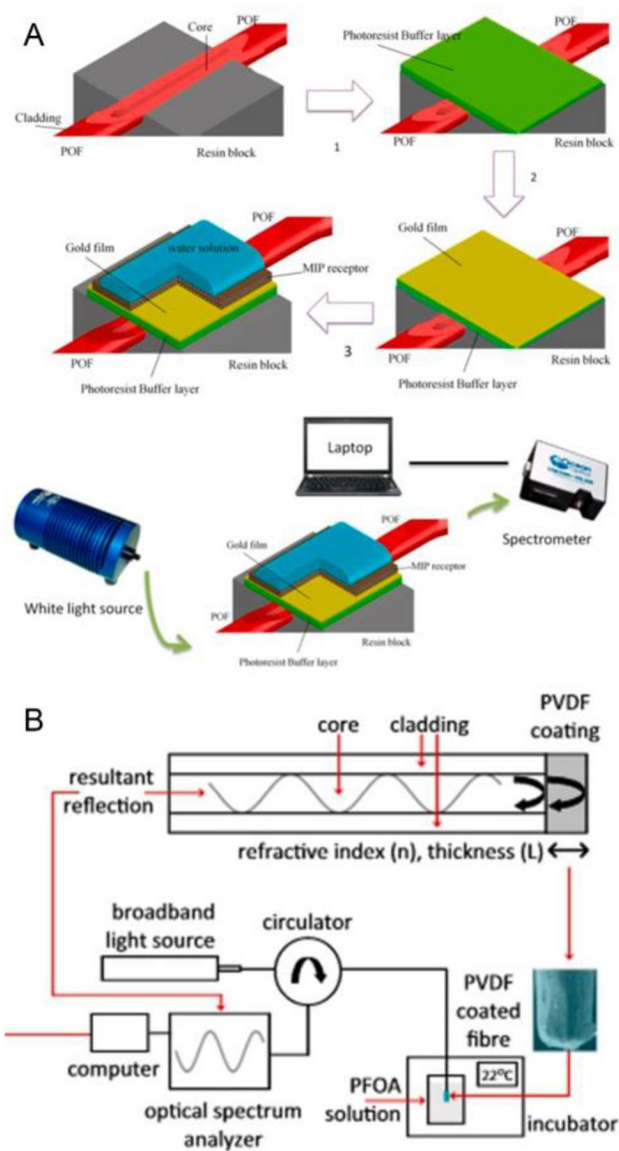 A
Core
Cladding
POF
Resin block
1
Photoresist Buffer layer
POF
POF
Resin block
2
POF
Gold film
water solution
MIP receptor
POF
Resin block
Photoresist Buffer layer
3
Gold film
POF
POF
Resin block
Photoresist Buffer layer
Laptop
White light source
Gold film
POF
MIP receptor
POF
Resin block
Photoresist Buffer layer
Spectrometer
B
PVDF
coating
core
cladding
resultant
reflection
refractive index (n), thickness (L)
broadband
light source
circulator
PVDF
coated
fibre
computer
optical spectrum
analyzer
PFOA
solution
22°C
incubator